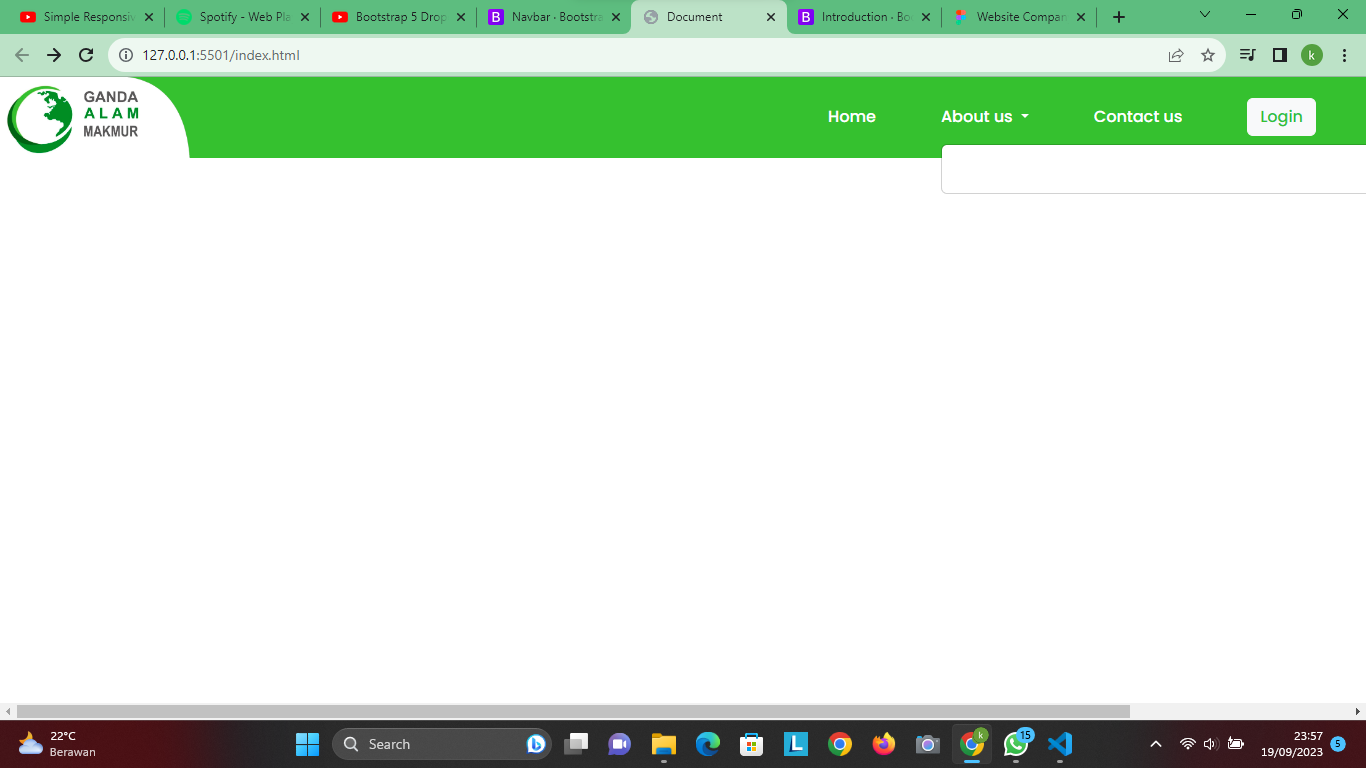 Simple Responsiv
Spotify - Web Pla
Bootstrap 5 Drop
Navbar · Bootstra
Document
Introduction · Bo
Website Compan
127.0.0.1:5501/index.html
k
GANDA
ALAM
MAKMUR
Home
About us
Contact us
Login
22°C
Berawan
Search
L
k
15
23:57
19/09/2023
5